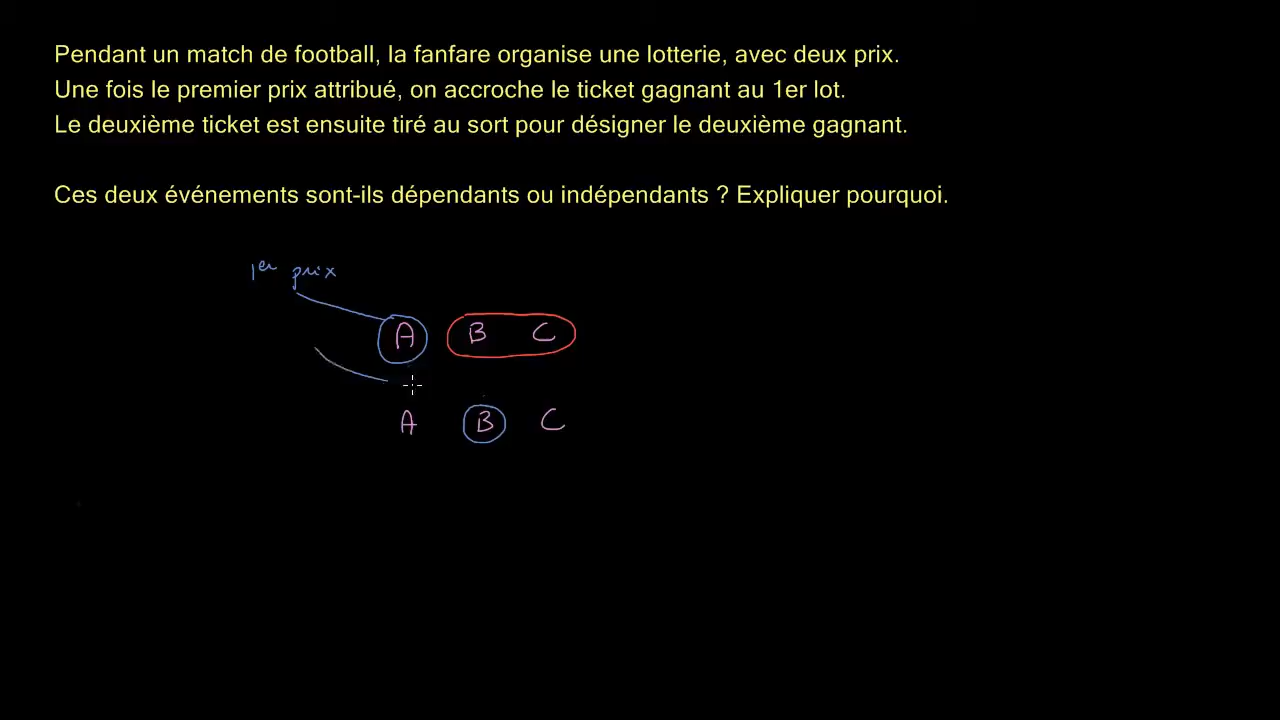 Pendant un match de football, la fanfare organise une lotterie, avec deux prix.
Une fois le premier prix attribué, on accroche le ticket gagnant au 1er lot.
Le deuxième ticket est ensuite tiré au sort pour désigner le deuxième gagnant.
Ces deux événements sont-ils dépendants ou indépendants ? Expliquer pourquoi.
1er prix
A B C
A B C